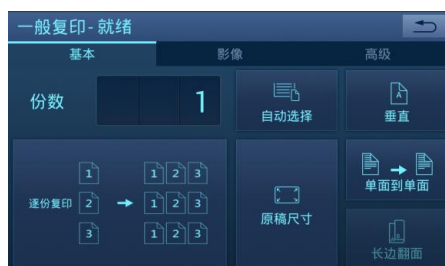 一般复印-就绪
基本
影像
高级
份数
1
自动选择
A
垂直
逐份复印
1
2
3
1 2 3
1 2 3
1 2 3
原稿尺寸
单面到单面
长边翻面